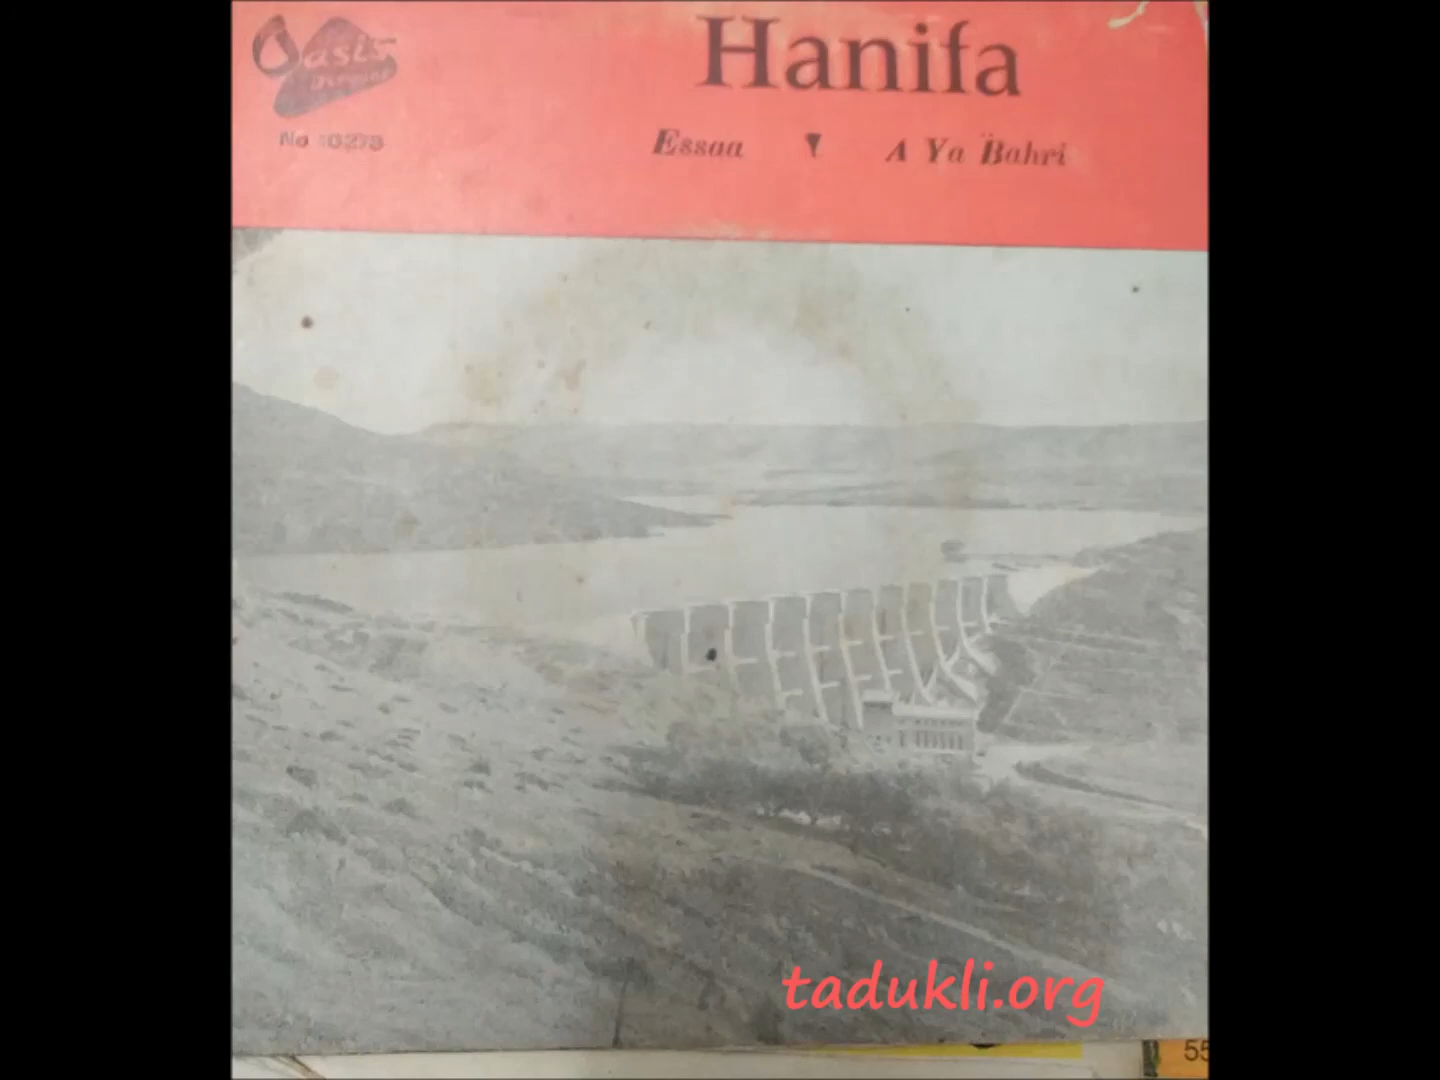 Oasis
Hanifa
No 10273
Essaa ▼ A Ya Bahri
tadukli.org
55